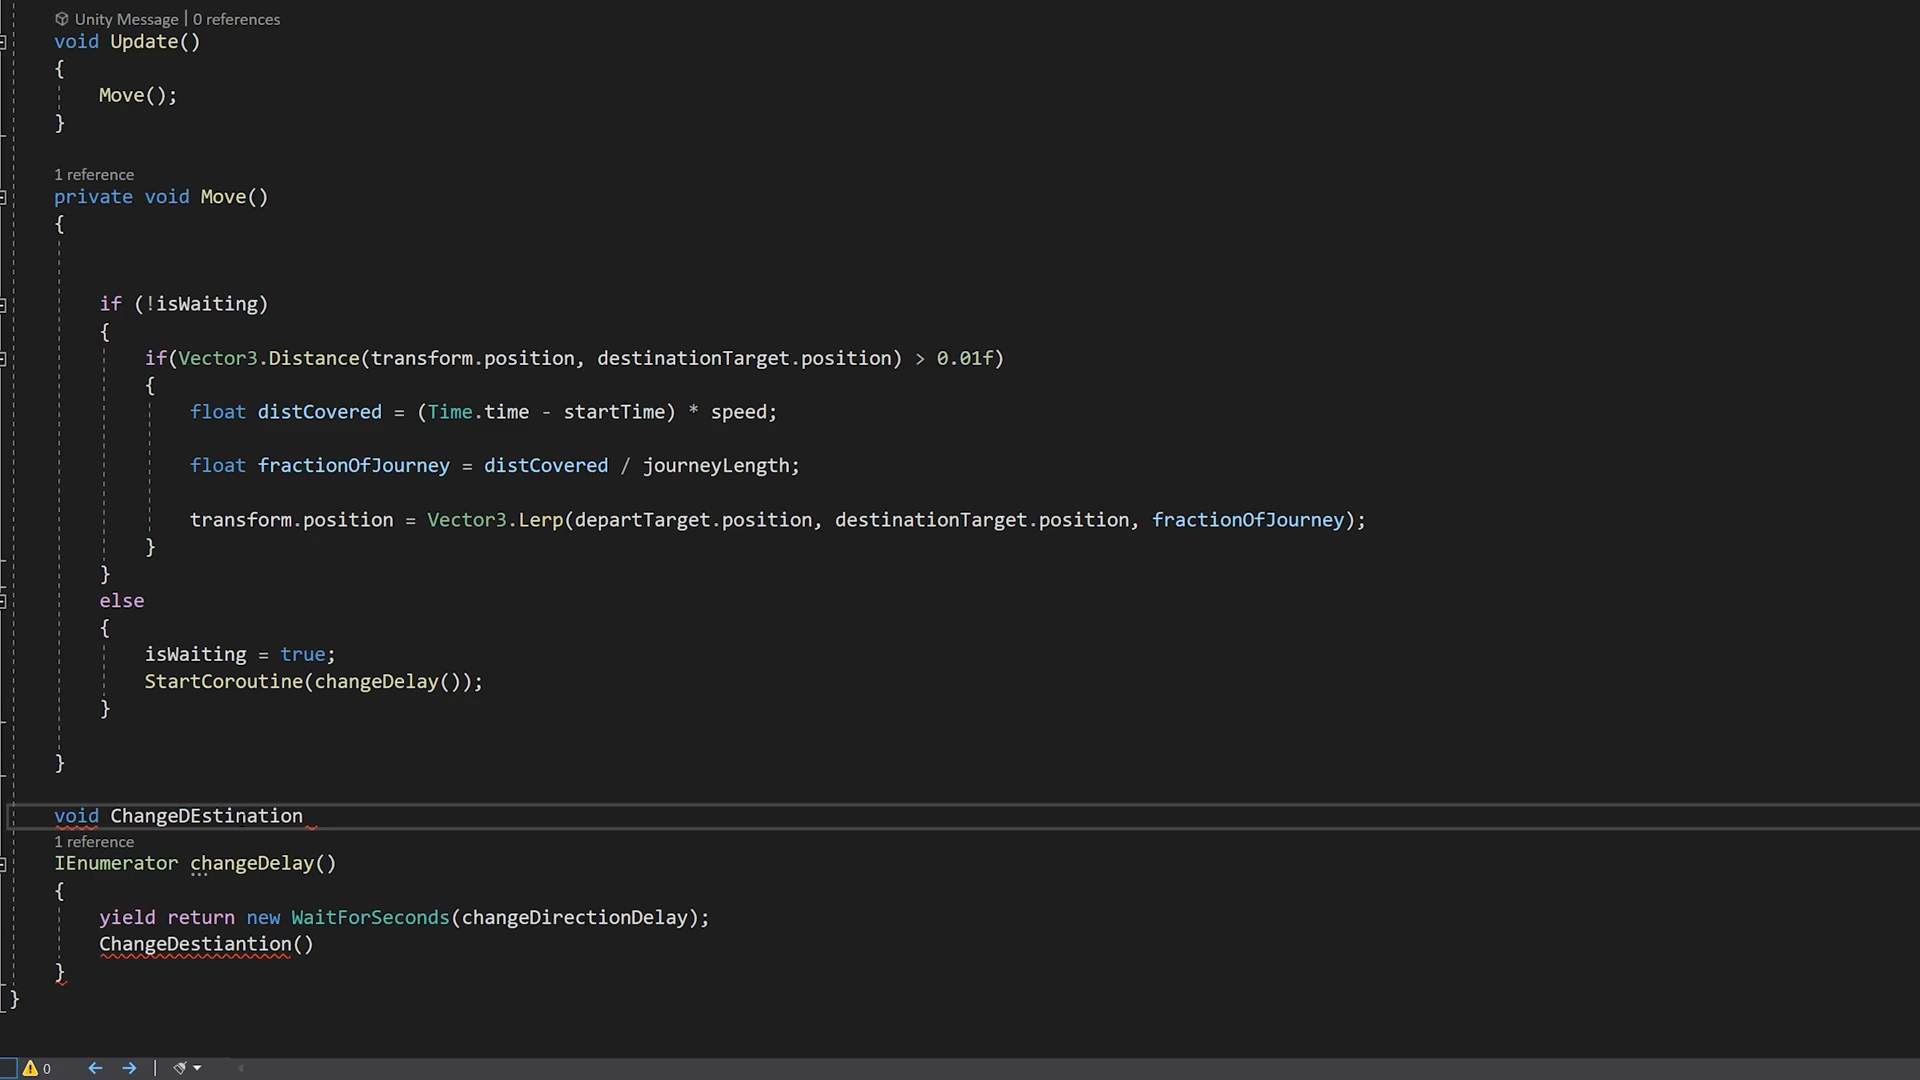 Unity Message | 0 references
void Update()
{
Move();
}
1 reference
private void Move()
{
if (!isWaiting)
{
if(Vector3.Distance(transform.position, destinationTarget.position) > 0.01f)
{
float distCovered = (Time.time - startTime) * speed;
float fractionOfJourney = distCovered / journeyLength;
transform.position = Vector3.Lerp(departTarget.position, destinationTarget.position, fractionOfJourney);
}
}
else
{
isWaiting = true;
StartCoroutine(changeDelay());
}
}
void ChangeDEstination
1 reference
IEnumerator changeDelay()
{
yield return new WaitForSeconds(changeDirectionDelay);
ChangeDestiantion()
}
}
0